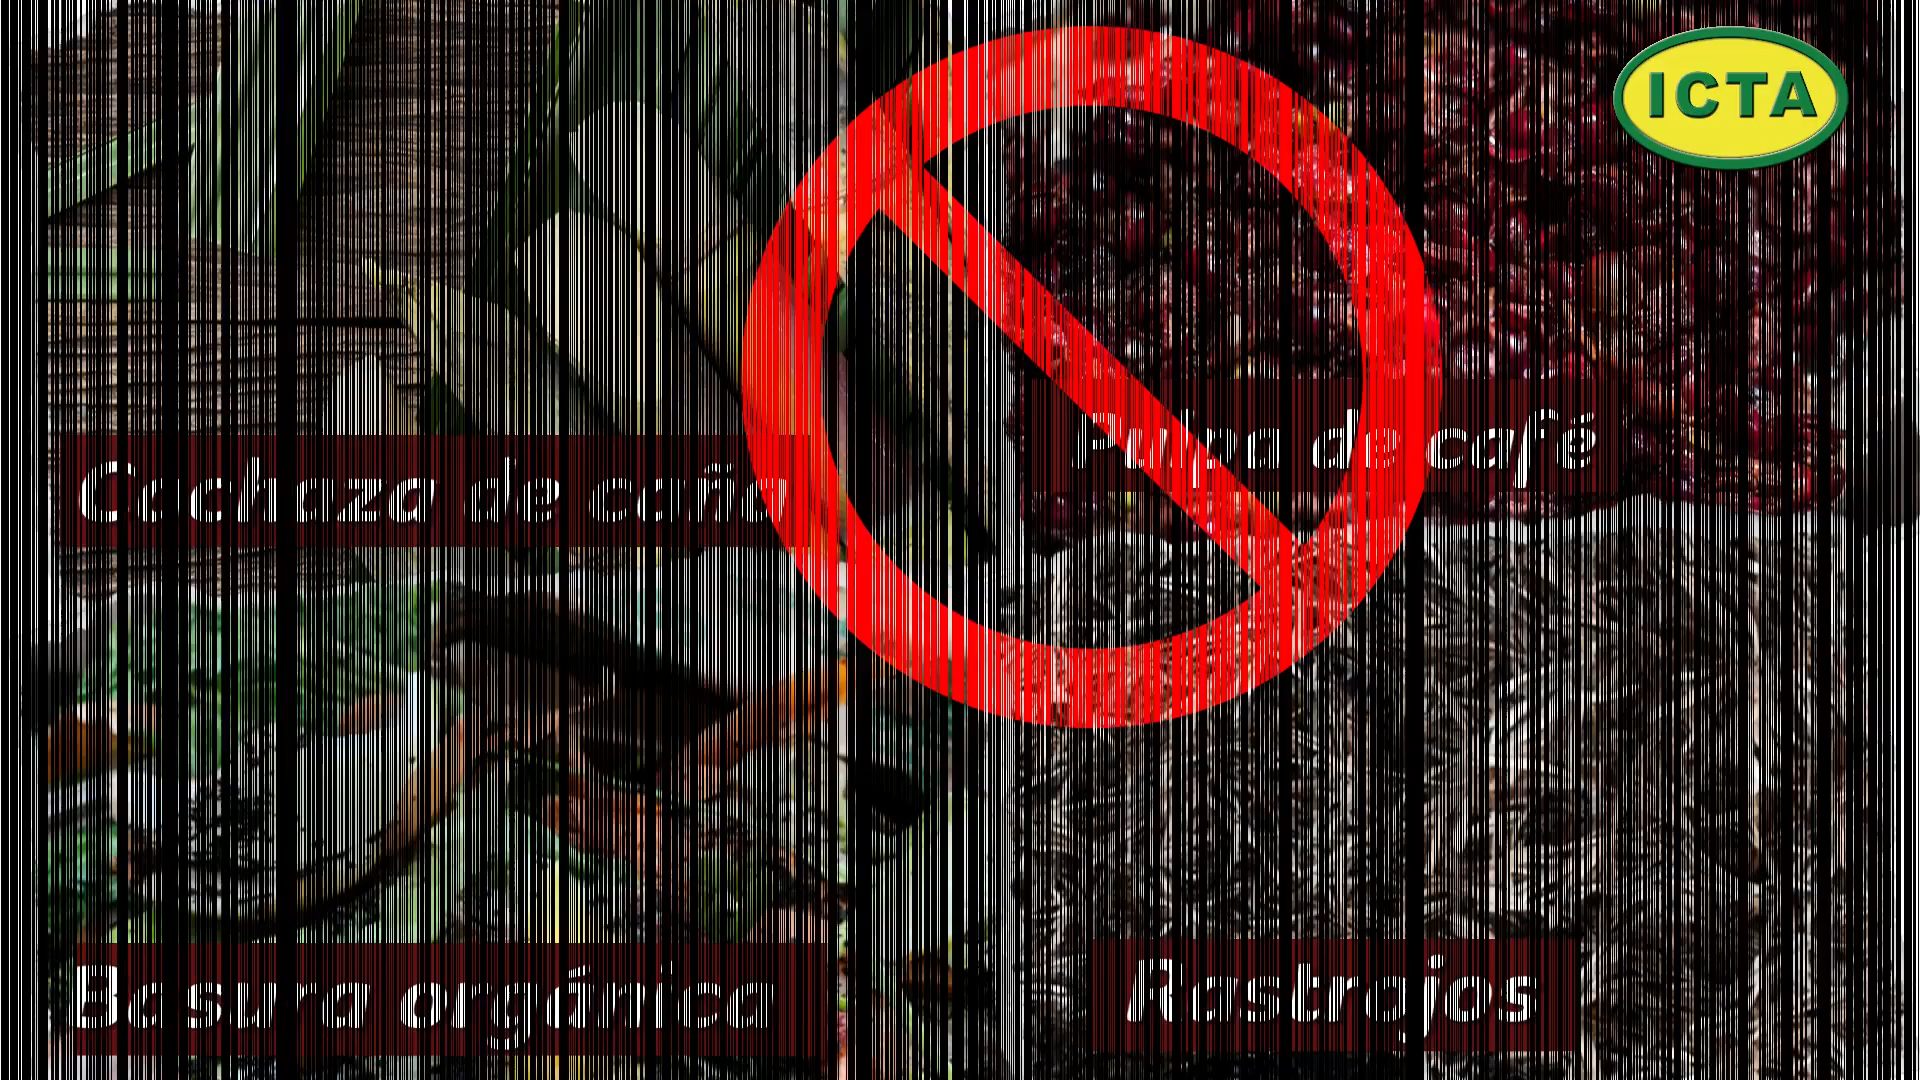 ICTA
Pulpa de café
Cachaza de caña
Basura orgánica
Rastrojos